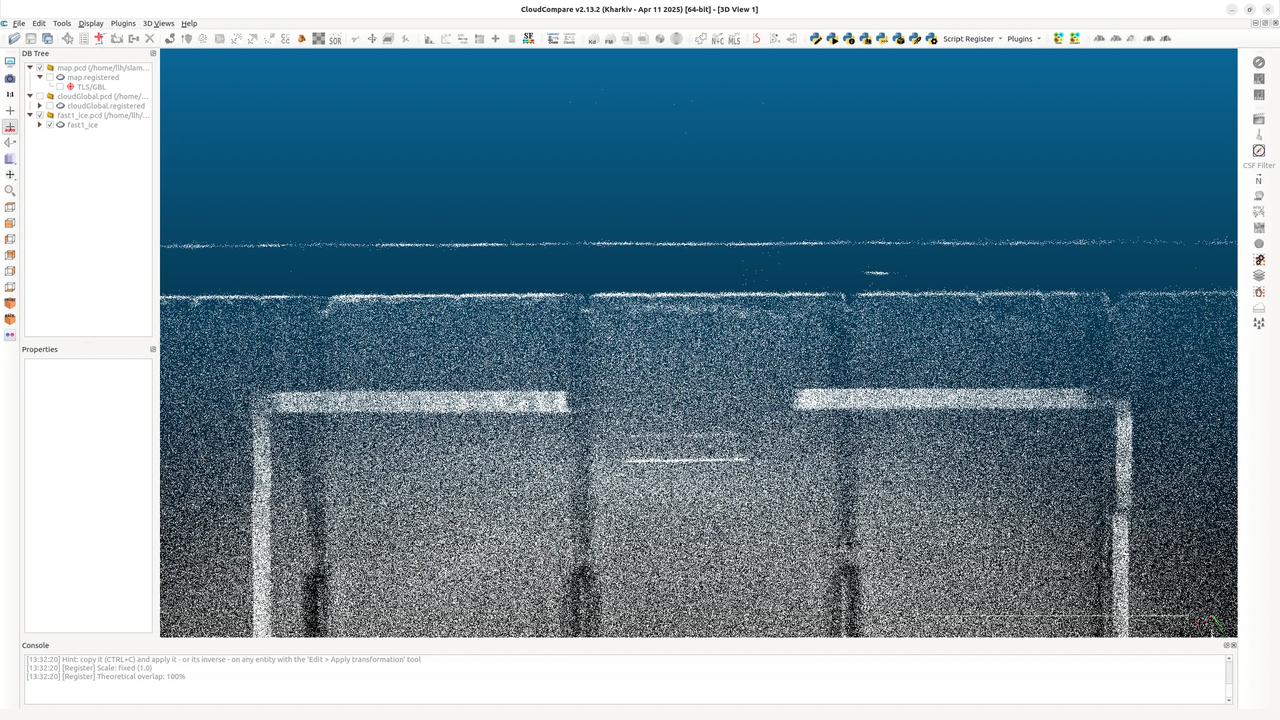 CloudCompare v2.13.2 (Kharkiv - Apr 11 2025) [64-bit] - [3D View 1]
File Edit Tools Display Plugins 3D Views Help
SOR SF Kd FM N+C MLS Script Register Plugins
DB Tree
map.pcd (/home/llh/slam...
map.registered
TLS/GBL
cloudGlobal.pcd (/home/...
cloudGlobal.registered
fast1_ice.pcd (/home/llh/...
fast1_ice
1:1
CSF Filter
N
Properties
Console
[13:32:20] Hint: copy it (CTRL+C) and apply it - or its inverse - on any entity with the 'Edit > Apply transformation' tool
[13:32:20] [Register] Scale: fixed (1.0)
[13:32:20] [Register] Theoretical overlap: 100%